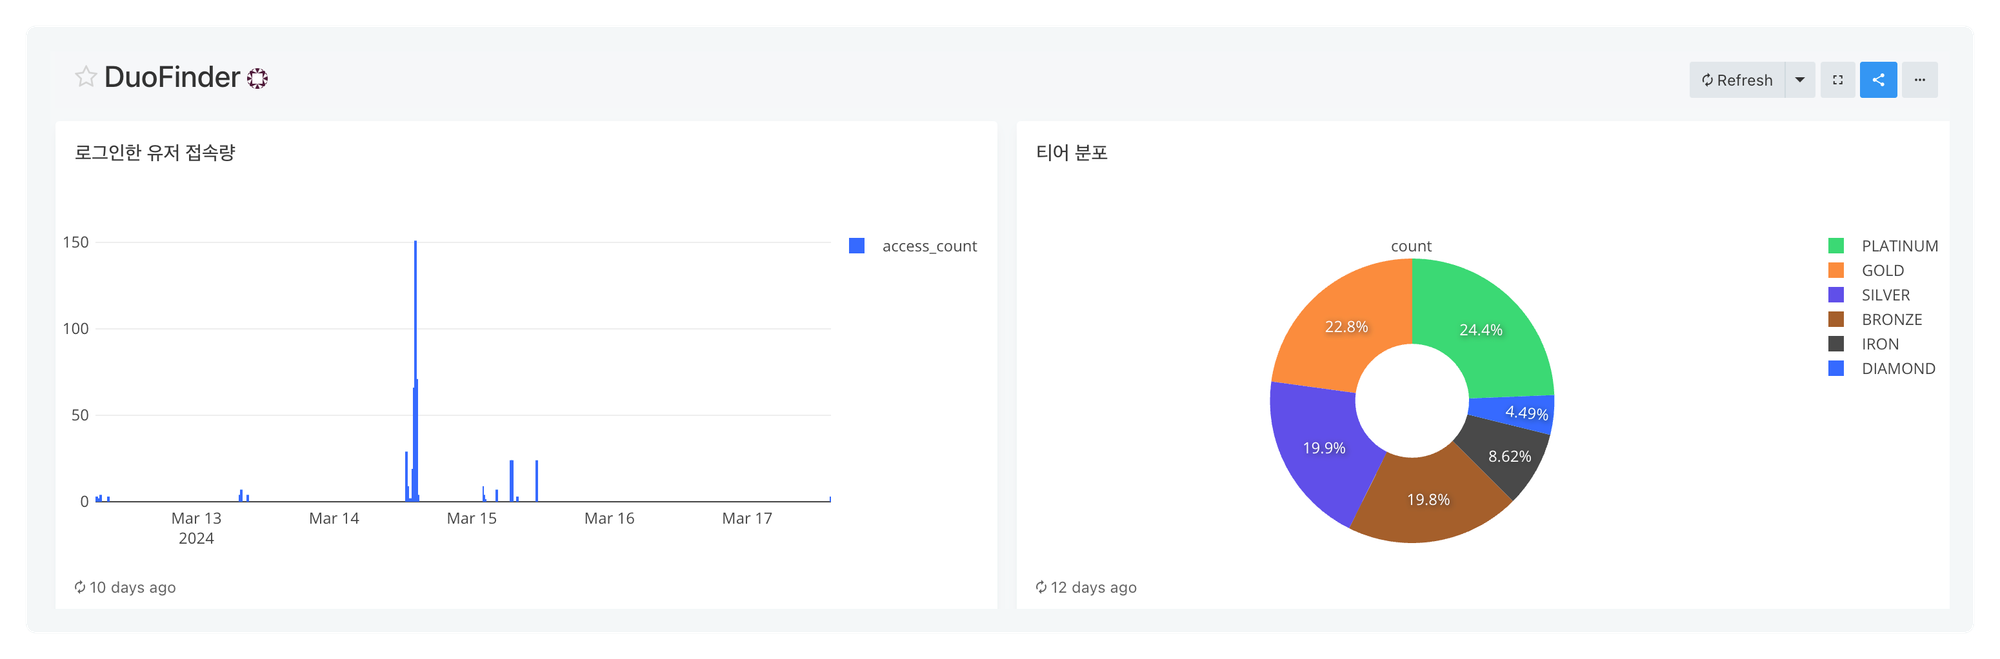 DuoFinder
Refresh
로그인한 유저 접속량
150
100
50
0
Mar 13
2024
Mar 14
Mar 15
Mar 16
Mar 17
access_count
10 days ago
티어 분포
count
22.8%
24.4%
4.49%
8.62%
19.8%
19.9%
PLATINUM
GOLD
SILVER
BRONZE
IRON
DIAMOND
12 days ago